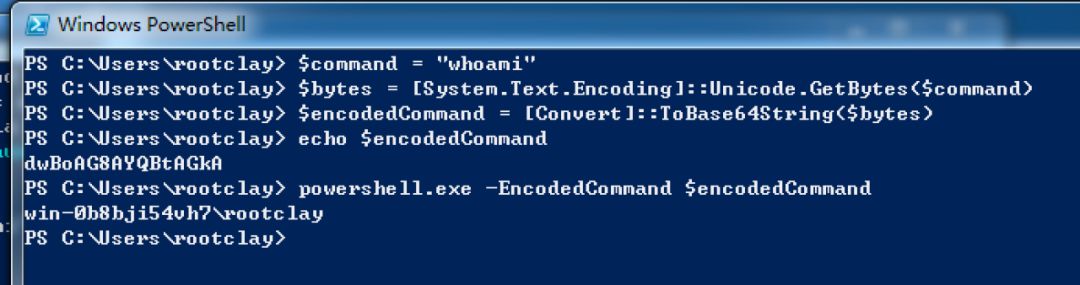 Windows PowerShell
PS C:\Users\rootclay> $command = "whoami"
PS C:\Users\rootclay> $bytes = [System.Text.Encoding]::Unicode.GetBytes($command)
PS C:\Users\rootclay> $encodedCommand = [Convert]::ToBase64String($bytes)
PS C:\Users\rootclay> echo $encodedCommand
dwBoAG8AYQBtAGkA
PS C:\Users\rootclay> powershell.exe -EncodedCommand $encodedCommand
win-0b8bji54vh7\rootclay
PS C:\Users\rootclay>